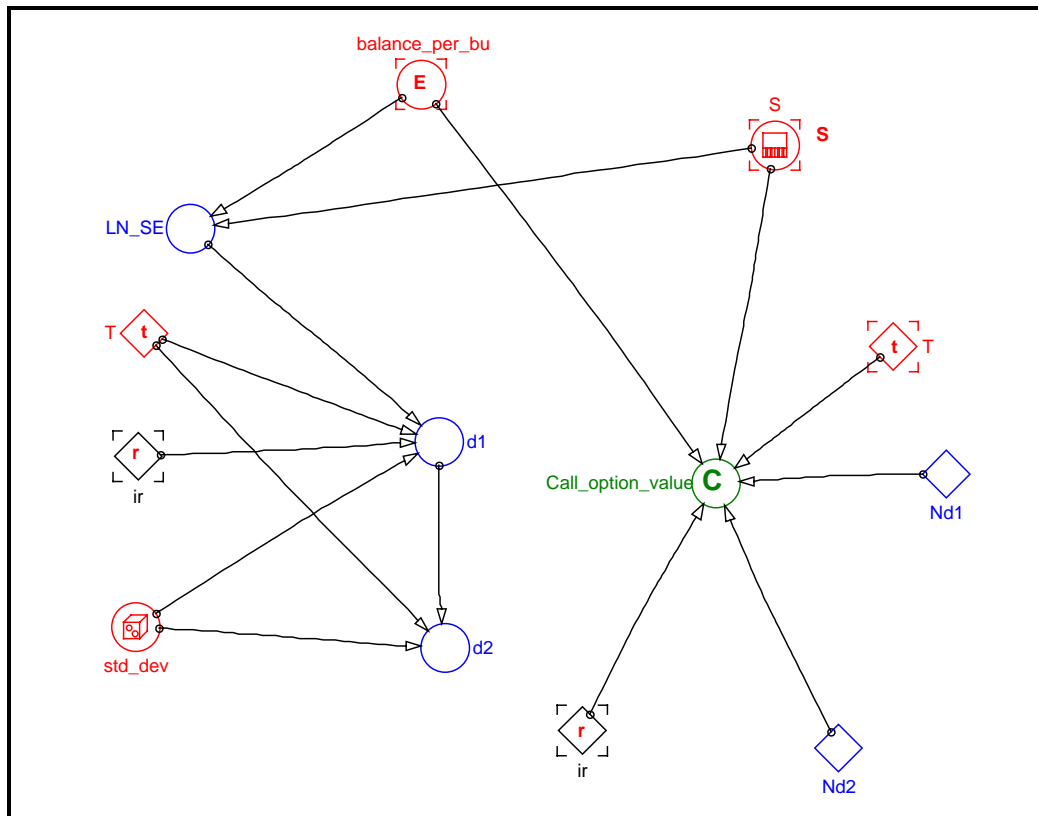 balance_per_bu
E
S
S
LN_SE
T
t
t
T
r
ir
d1
Call_option_value
C
Nd1
std_dev
d2
r
ir
Nd2